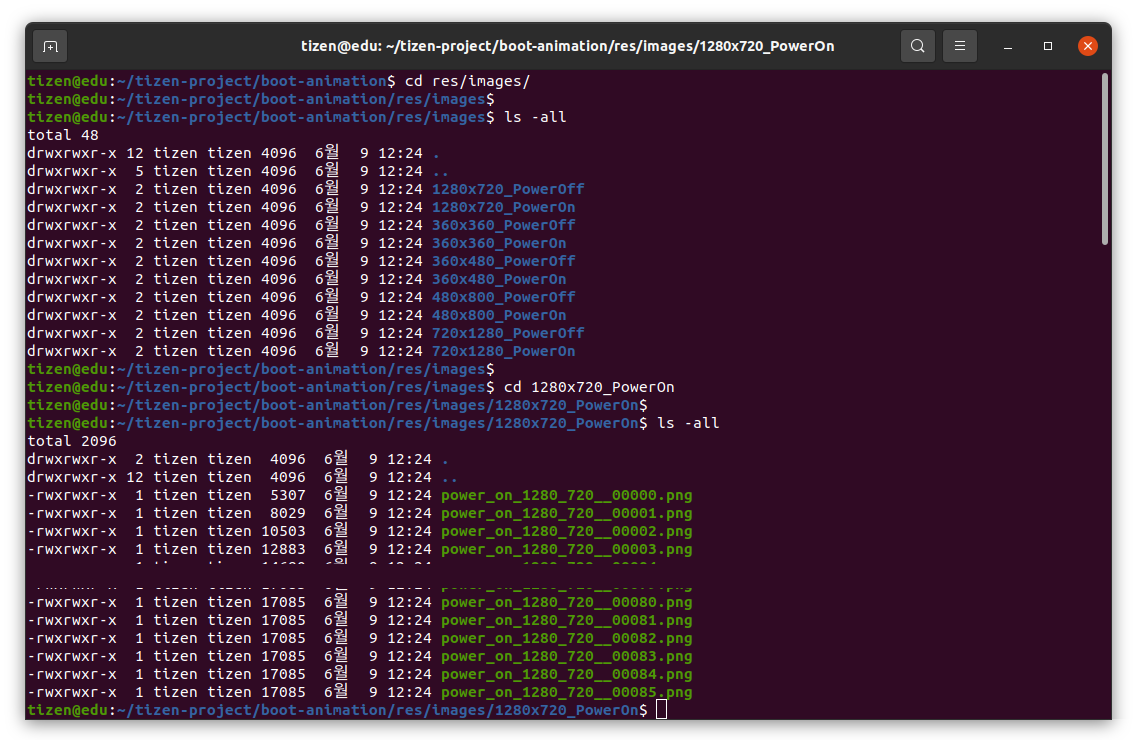 tizen@edu: ~/tizen-project/boot-animation/res/images/1280x720_PowerOn
tizen@edu:~/tizen-project/boot-animation$ cd res/images/
tizen@edu:~/tizen-project/boot-animation/res/images$
tizen@edu:~/tizen-project/boot-animation/res/images$ ls -all
total 48
drwxrwxr-x 12 tizen tizen 4096  6월  9 12:24 .
drwxrwxr-x  5 tizen tizen 4096  6월  9 12:24 ..
drwxrwxr-x  2 tizen tizen 4096  6월  9 12:24 1280x720_PowerOff
drwxrwxr-x  2 tizen tizen 4096  6월  9 12:24 1280x720_PowerOn
drwxrwxr-x  2 tizen tizen 4096  6월  9 12:24 360x360_PowerOff
drwxrwxr-x  2 tizen tizen 4096  6월  9 12:24 360x360_PowerOn
drwxrwxr-x  2 tizen tizen 4096  6월  9 12:24 360x480_PowerOff
drwxrwxr-x  2 tizen tizen 4096  6월  9 12:24 360x480_PowerOn
drwxrwxr-x  2 tizen tizen 4096  6월  9 12:24 480x800_PowerOff
drwxrwxr-x  2 tizen tizen 4096  6월  9 12:24 480x800_PowerOn
drwxrwxr-x  2 tizen tizen 4096  6월  9 12:24 720x1280_PowerOff
drwxrwxr-x  2 tizen tizen 4096  6월  9 12:24 720x1280_PowerOn
tizen@edu:~/tizen-project/boot-animation/res/images$
tizen@edu:~/tizen-project/boot-animation/res/images$ cd 1280x720_PowerOn
tizen@edu:~/tizen-project/boot-animation/res/images/1280x720_PowerOn$
tizen@edu:~/tizen-project/boot-animation/res/images/1280x720_PowerOn$ ls -all
total 2096
drwxrwxr-x  2 tizen tizen  4096  6월  9 12:24 .
drwxrwxr-x 12 tizen tizen  4096  6월  9 12:24 ..
-rwxrwxr-x  1 tizen tizen  5307  6월  9 12:24 power_on_1280_720__00000.png
-rwxrwxr-x  1 tizen tizen  8029  6월  9 12:24 power_on_1280_720__00001.png
-rwxrwxr-x  1 tizen tizen 10503  6월  9 12:24 power_on_1280_720__00002.png
-rwxrwxr-x  1 tizen tizen 12883  6월  9 12:24 power_on_1280_720__00003.png
-rwxrwxr-x  1 tizen tizen 17085  6월  9 12:24 power_on_1280_720__00080.png
-rwxrwxr-x  1 tizen tizen 17085  6월  9 12:24 power_on_1280_720__00081.png
-rwxrwxr-x  1 tizen tizen 17085  6월  9 12:24 power_on_1280_720__00082.png
-rwxrwxr-x  1 tizen tizen 17085  6월  9 12:24 power_on_1280_720__00083.png
-rwxrwxr-x  1 tizen tizen 17085  6월  9 12:24 power_on_1280_720__00084.png
-rwxrwxr-x  1 tizen tizen 17085  6월  9 12:24 power_on_1280_720__00085.png
tizen@edu:~/tizen-project/boot-animation/res/images/1280x720_PowerOn$